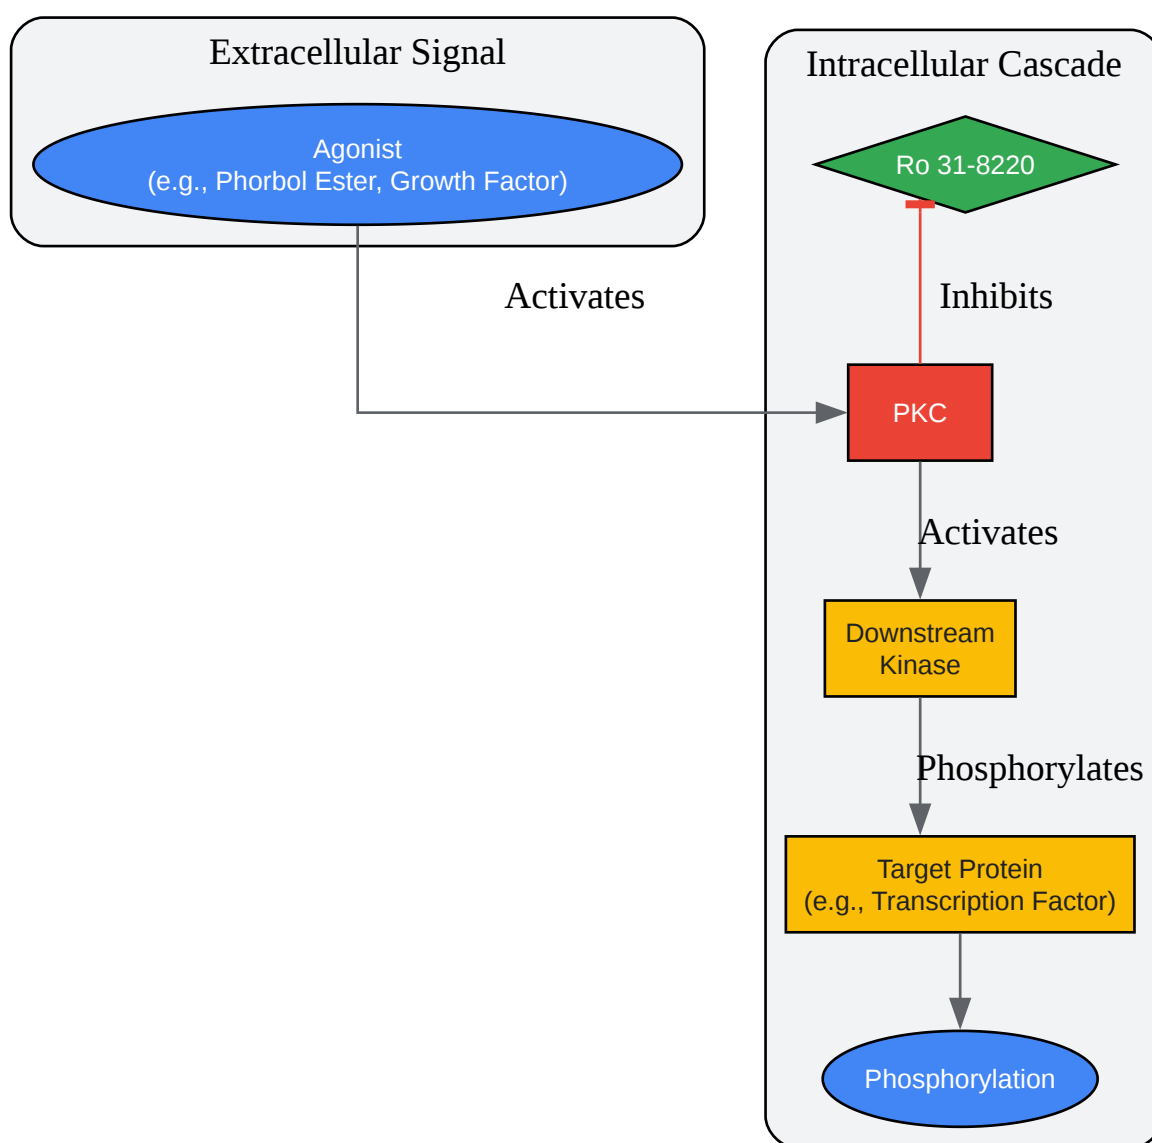 Extracellular Signal
Agonist
(e.g., Phorbol Ester, Growth Factor)
Activates
Intracellular Cascade
Ro 31-8220
Inhibits
PKC
Activates
Downstream
Kinase
Phosphorylates
Target Protein
(e.g., Transcription Factor)
Phosphorylation